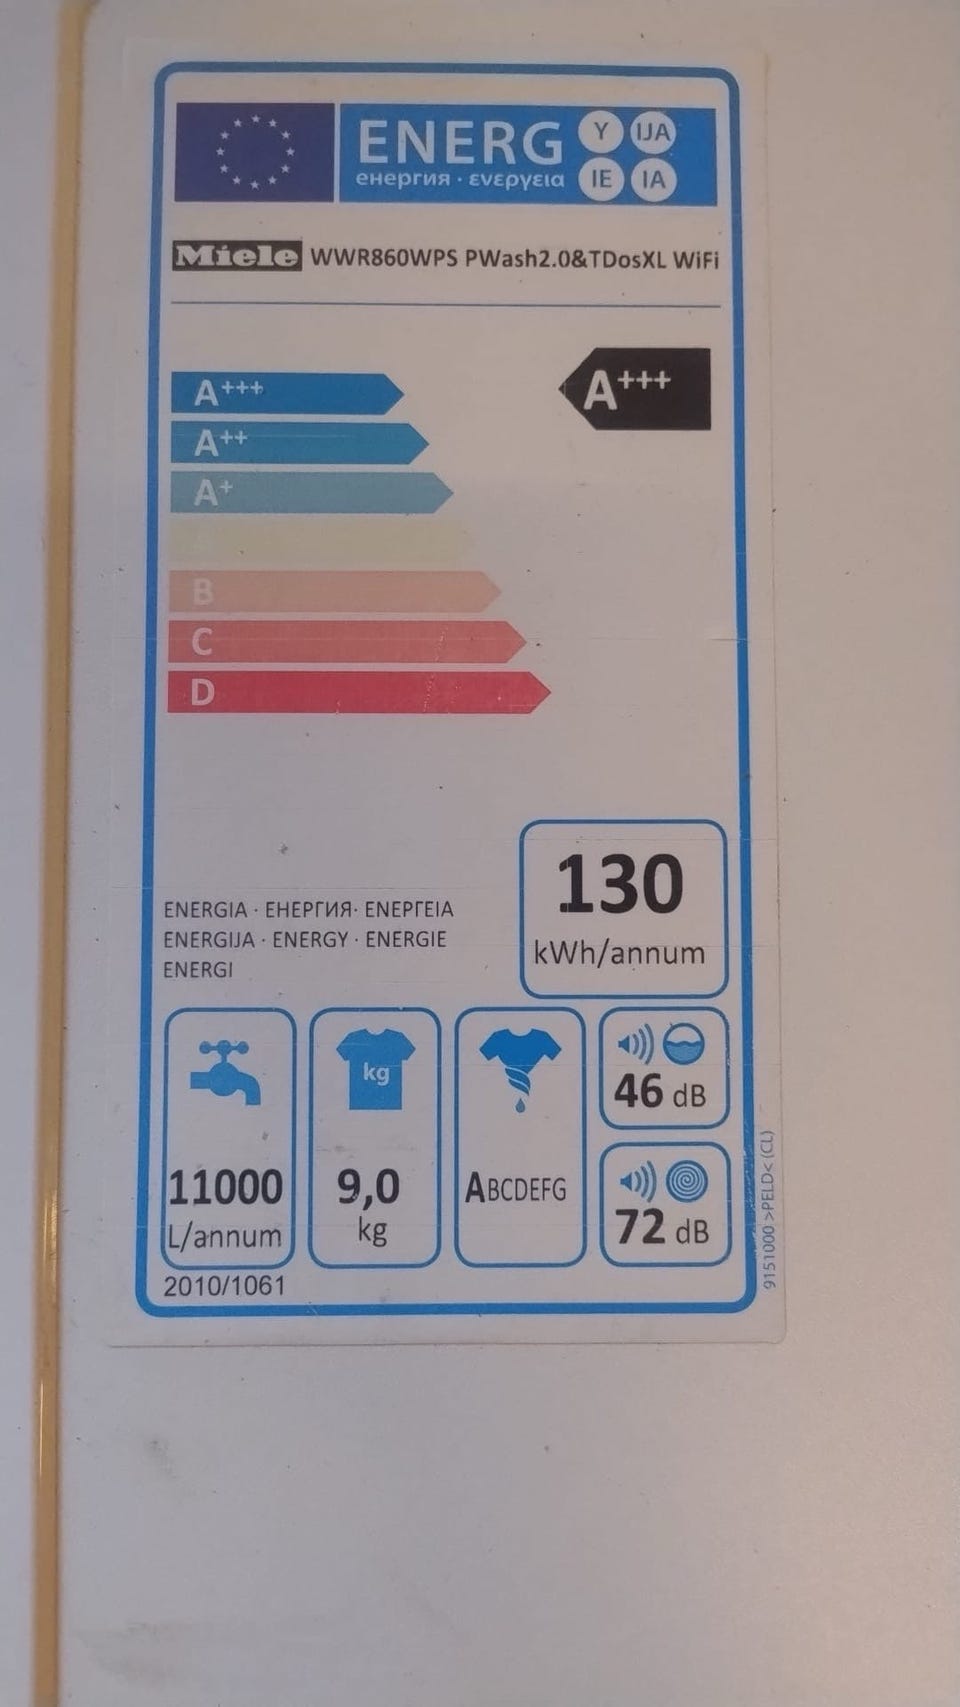 ENERG Y IJA
енергия · ενεργεια IE IA
Miele WWR860WPS PWash2.0&TDosXL WiFi
A+++
A+++
A++
A+
B
C
D
130
kWh/annum
ENERGIA · ЕНЕРГИЯ · ΕΝΕΡΓΕΙΑ
ENERGIJA · ENERGY · ENERGIE
ENERGI
kg
11000
L/annum
9,0
kg
ABCDEFG
46 dB
72 dB
2010/1061
9151000 >PELD< (CL)